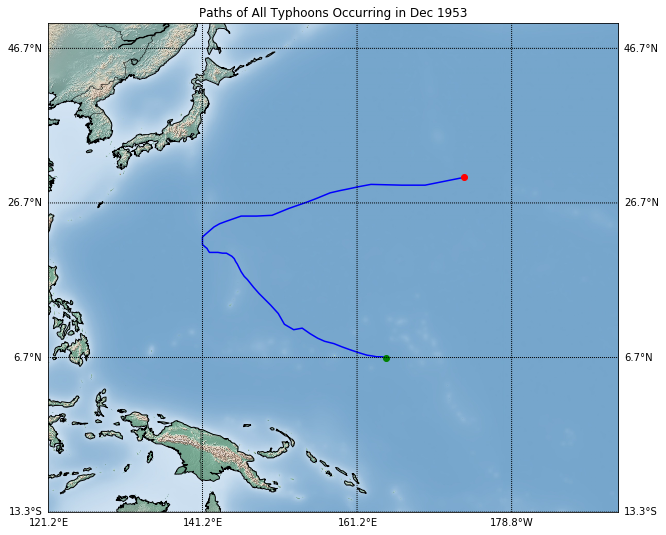 Paths of All Typhoons Occurring in Dec 1953
46.7°N 46.7°N
26.7°N 26.7°N
6.7°N 6.7°N
13.3°S 13.3°S
121.2°E 141.2°E 161.2°E 178.8°W